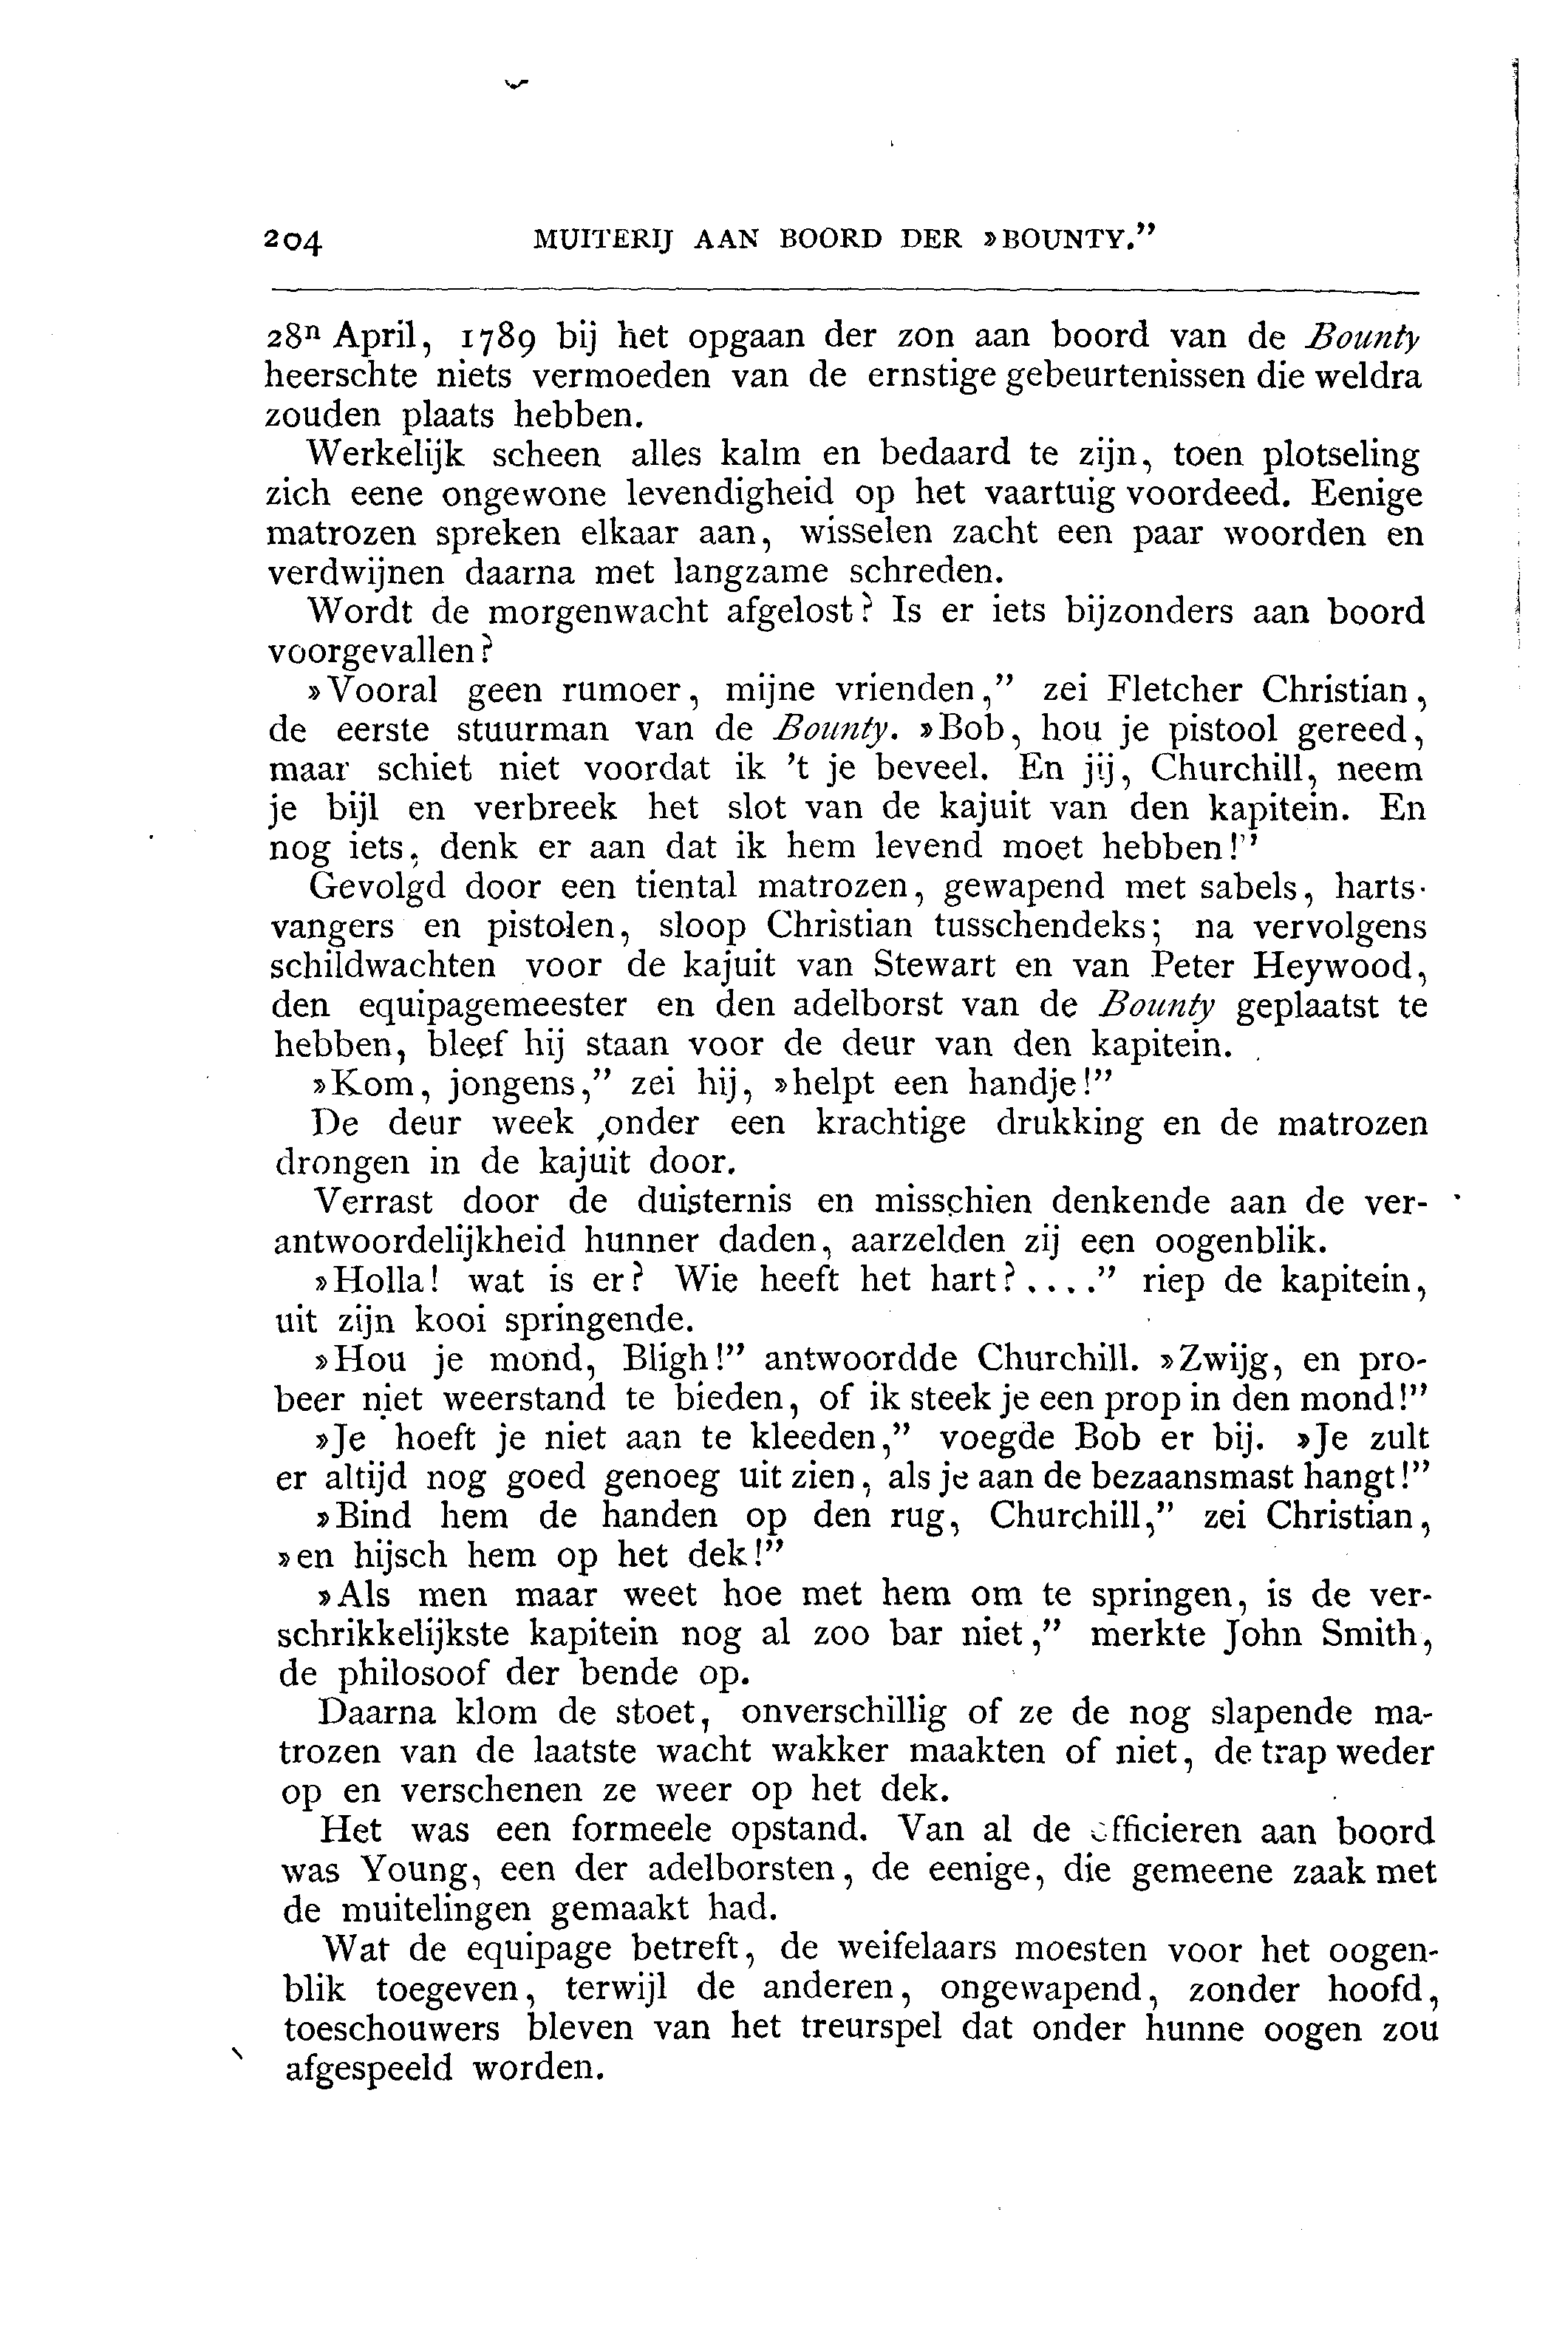 204 MUITERIJ AAN BOORD DER »BOUNTY.”
28n April, 1789 bij het opgaan der zon aan boord van de Bounty
heerschte niets vermoeden van de ernstige gebeurtenissen die weldra
zouden plaats hebben.
Werkelijk scheen alles kalm en bedaard te zijn, toen plotseling
zich eene ongewone levendigheid op het vaartuig voordeed. Eenige
matrozen spreken elkaar aan, wisselen zacht een paar woorden en
verdwijnen daarna met langzame schreden.
Wordt de morgenwacht afgelost? Is er iets bijzonders aan boord
voorgevallen?
»Vooral geen rumoer, mijne vrienden,” zei Fletcher Christian,
de eerste stuurman van de Bounty. »Bob, hou je pistool gereed,
maar schiet niet voordat ik ’t je beveel. En jij, Churchill, neem
je bijl en verbreek het slot van de kajuit van den kapitein. En
nog iets, denk er aan dat ik hem levend moet hebben!”
Gevolgd door een tiental matrozen, gewapend met sabels, harts-
vangers en pistolen, sloop Christian tusschendeks; na vervolgens
schildwachten voor de kajuit van Stewart en van Peter Heywood,
den equipagemeester en den adelborst van de Bounty geplaatst te
hebben, bleef hij staan voor de deur van den kapitein.
»Kom, jongens,” zei hij, »helpt een handje!”
De deur week onder een krachtige drukking en de matrozen
drongen in de kajuit door.
Verrast door de duisternis en misschien denkende aan de ver-
antwoordelijkheid hunner daden, aarzelden zij een oogenblik.
»Holla! wat is er? Wie heeft het hart?....” riep de kapitein,
uit zijn kooi springende.
»Hou je mond, Bligh!” antwoordde Churchill. »Zwijg, en pro-
beer niet weerstand te bieden, of ik steek je een prop in den mond!”
»Je hoeft je niet aan te kleeden,” voegde Bob er bij. »Je zult
er altijd nog goed genoeg uit zien, als je aan de bezaansmast hangt!”
»Bind hem de handen op den rug, Churchill,” zei Christian,
»en hijsch hem op het dek!”
»Als men maar weet hoe met hem om te springen, is de ver-
schrikkelijkste kapitein nog al zoo bar niet,” merkte John Smith,
de philosoof der bende op.
Daarna klom de stoet, onverschillig of ze de nog slapende ma-
trozen van de laatste wacht wakker maakten of niet, de trap weder
op en verschenen ze weer op het dek.
Het was een formeele opstand. Van al de officieren aan boord
was Young, een der adelborsten, de eenige, die gemeene zaak met
de muitelingen gemaakt had.
Wat de equipage betreft, de weifelaars moesten voor het oogen-
blik toegeven, terwijl de anderen, ongewapend, zonder hoofd,
toeschouwers bleven van het treurspel dat onder hunne oogen zou
afgespeeld worden.